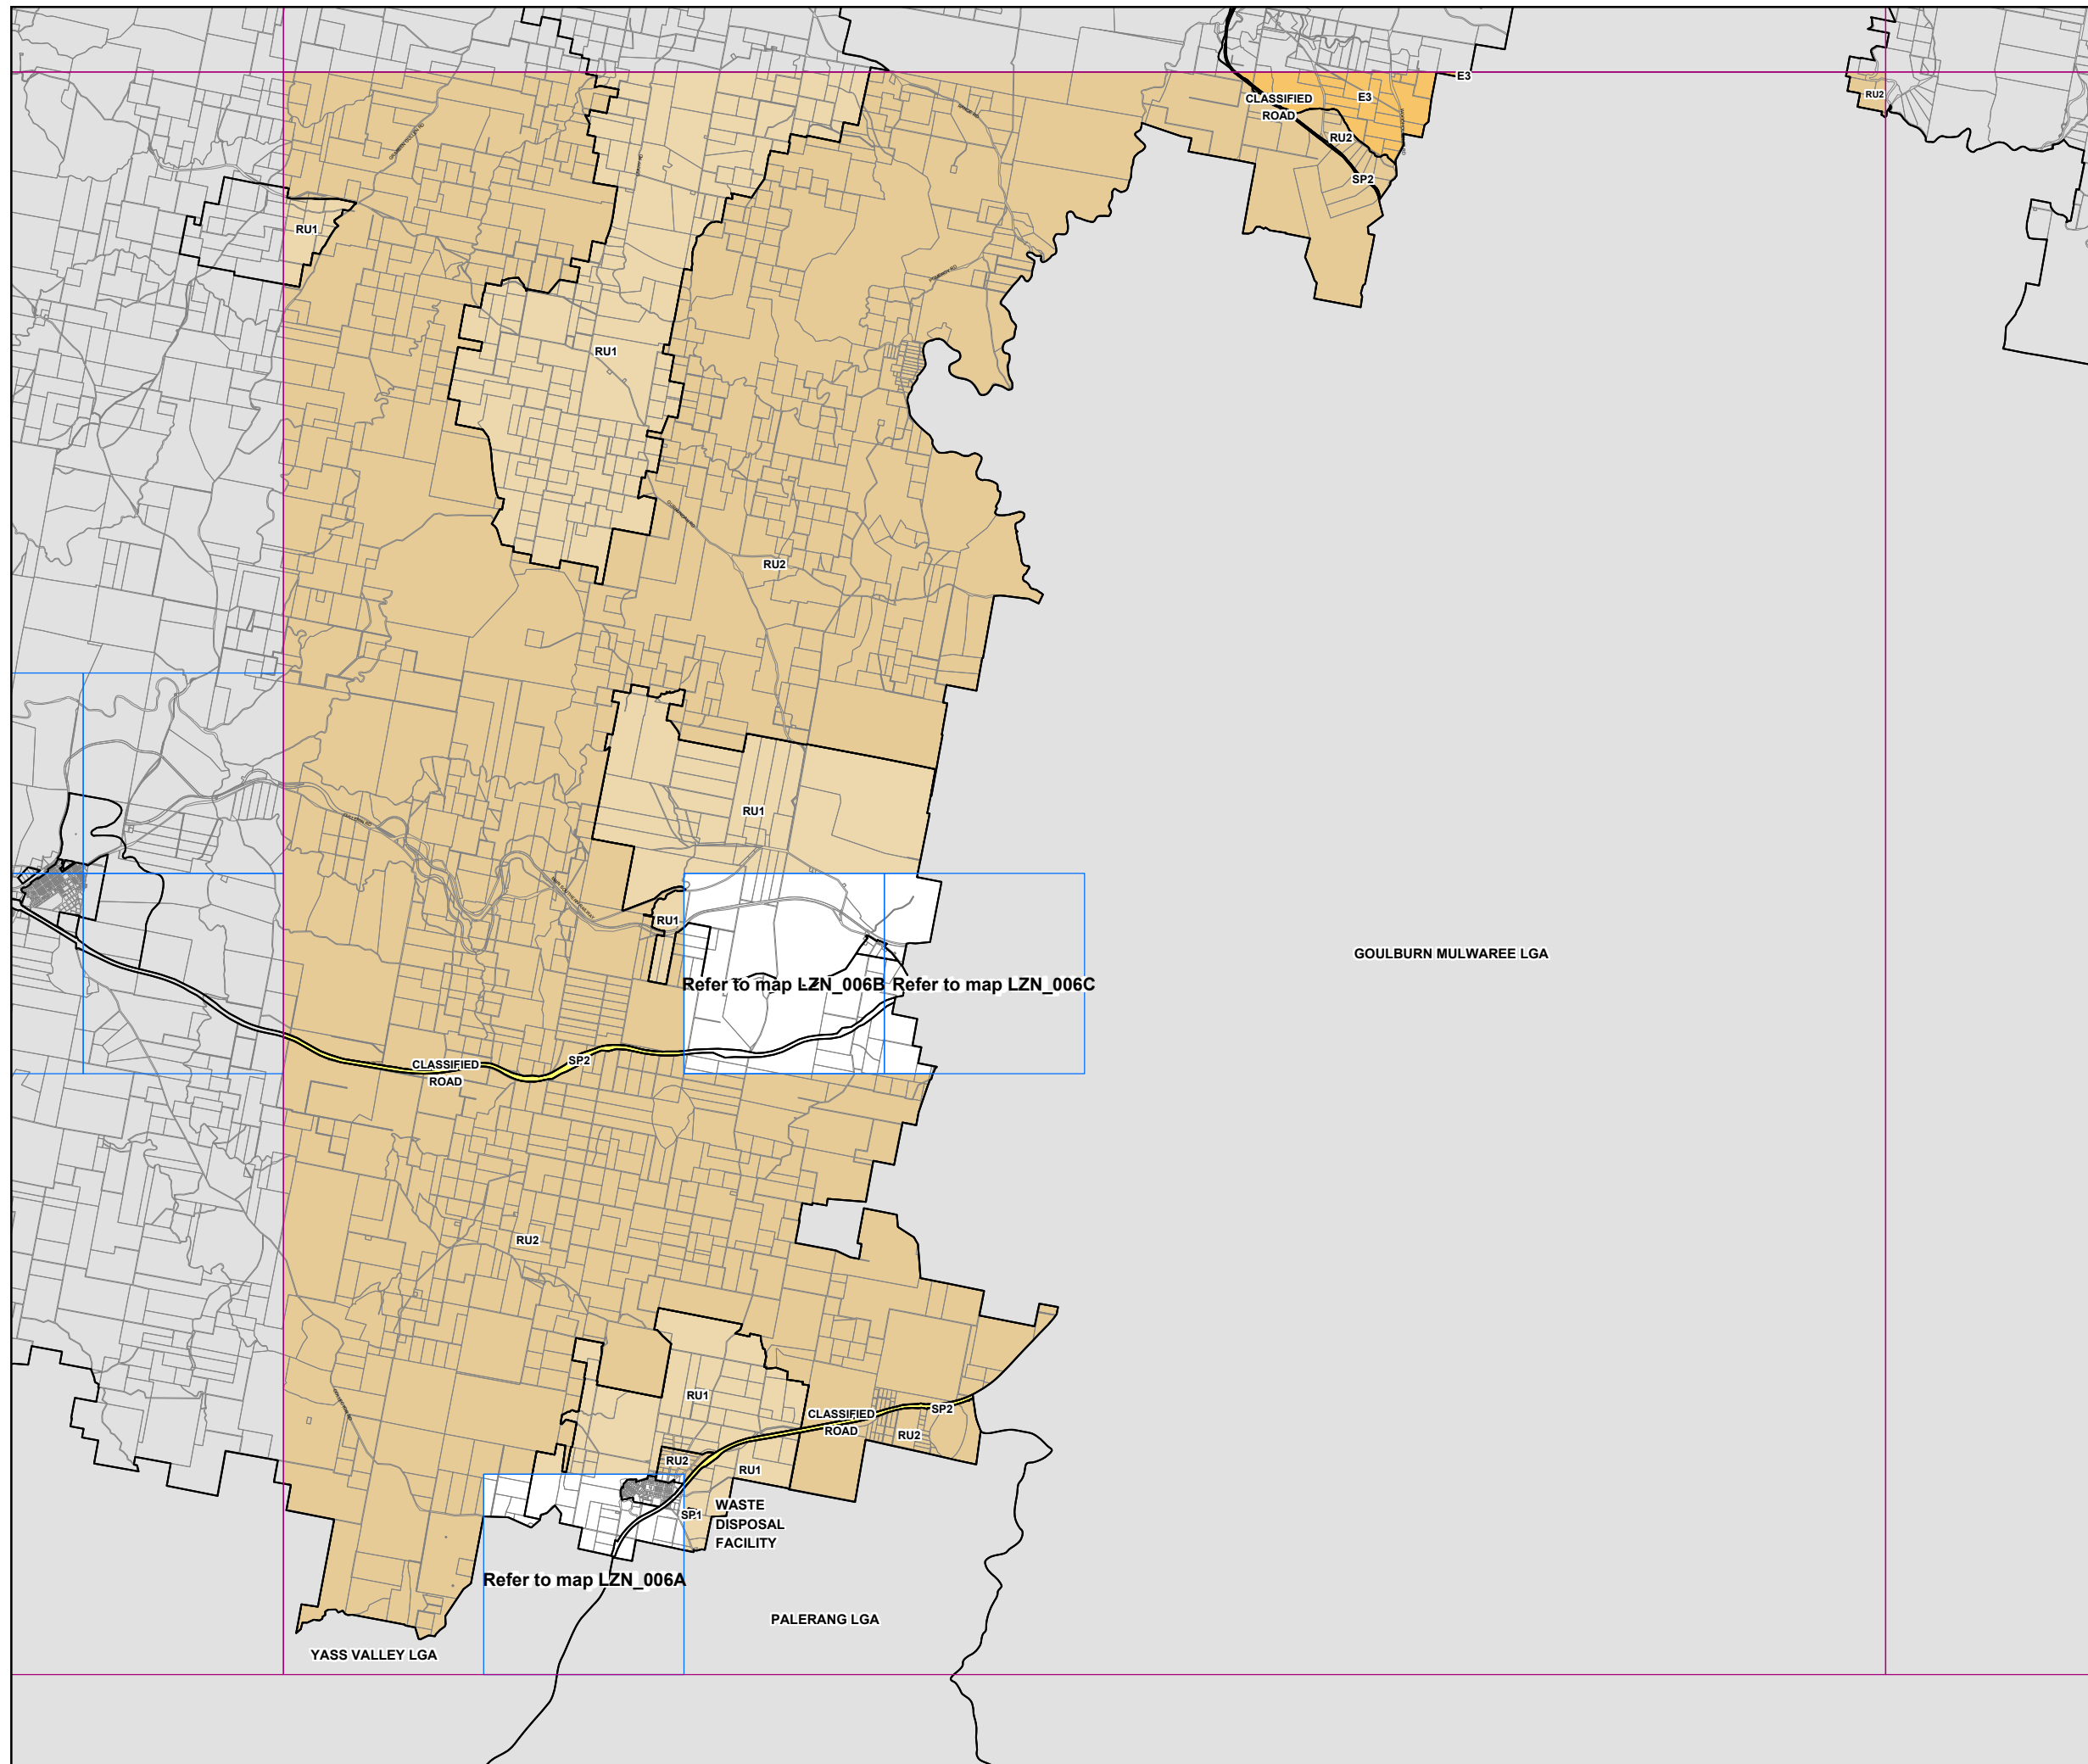 E3
CLASSIFIED
ROAD
E3
RU2
RU2
SP2
RU1
RU1
RU2
RU1
RU1
GOULBURN MULWAREE LGA
Refer to map LZN_006B
Refer to map LZN_006C
CLASSIFIED
ROAD
SP2
RU2
RU1
CLASSIFIED
ROAD
SP2
RU2
RU2
RU1
SP1
WASTE
DISPOSAL
FACILITY
Refer to map LZN_006A
PALERANG LGA
YASS VALLEY LGA